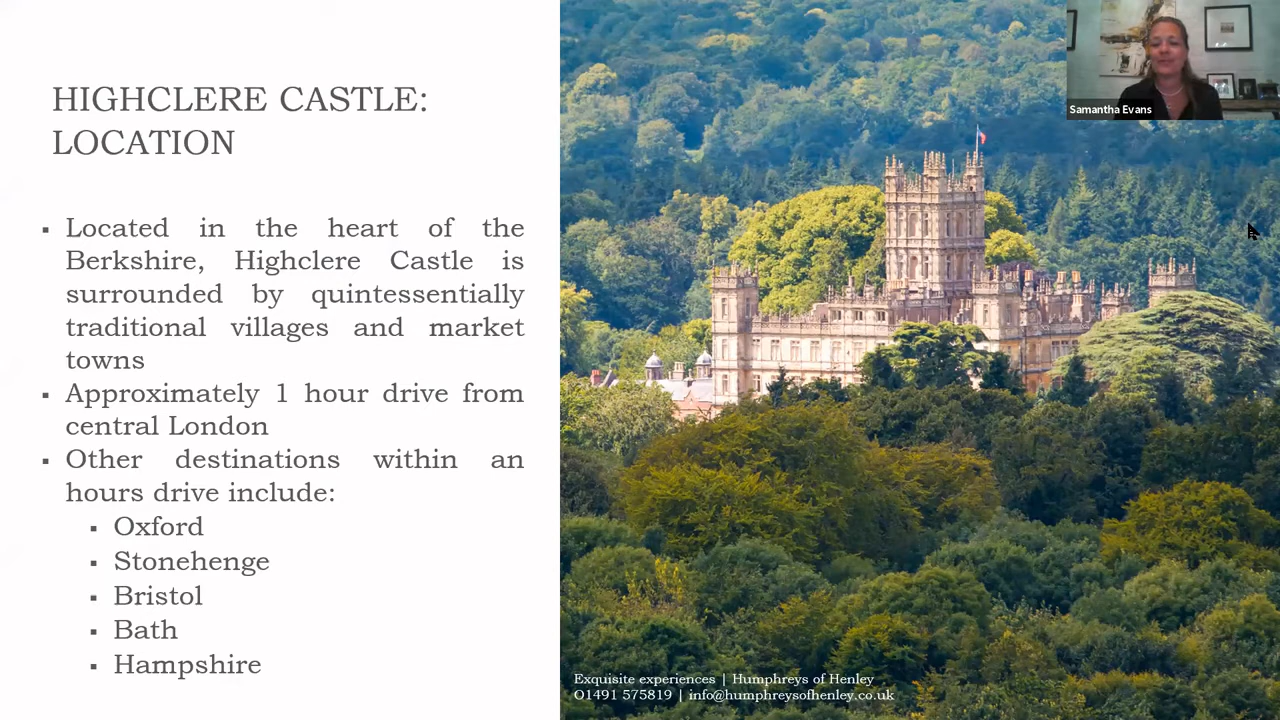 HIGHCLERE CASTLE:
LOCATION
▪ Located in the heart of the
Berkshire, Highclere Castle is
surrounded by quintessentially
traditional villages and market
towns
▪ Approximately 1 hour drive from
central London
▪ Other destinations within an
hours drive include:
▪ Oxford
▪ Stonehenge
▪ Bristol
▪ Bath
▪ Hampshire
Samantha Evans
Exquisite experiences | Humphreys of Henley
01491 575819 | info@humphreysofhenley.co.uk